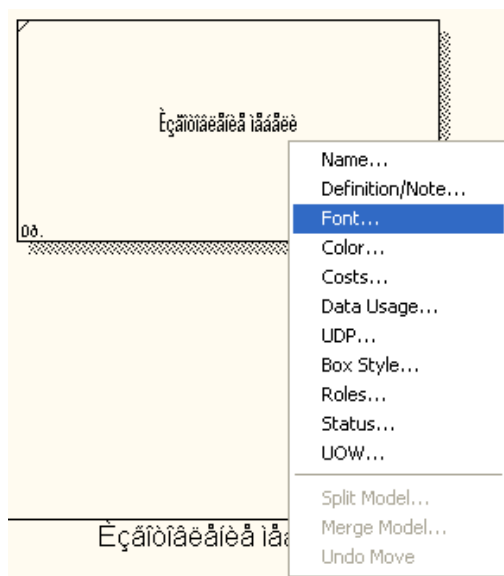 Èçãîòîâëåíèå ìåáåëè
Name...
Definition/Note...
Font...
0ð.
Color...
Costs...
Data Usage...
UDP...
Box Style...
Roles...
Status...
UOW...
Split Model...
Èçãîòîâëåíèå
Merge Model...
Undo Move